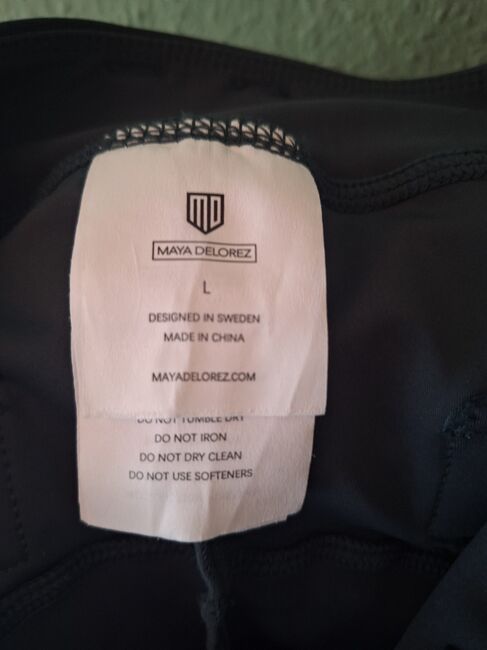 MD
MAYA DELOREZ
L
DESIGNED IN SWEDEN
MADE IN CHINA
MAYADELOREZ.COM
DO NOT TUMBLE DRY
DO NOT IRON
DO NOT DRY CLEAN
DO NOT USE SOFTENERS